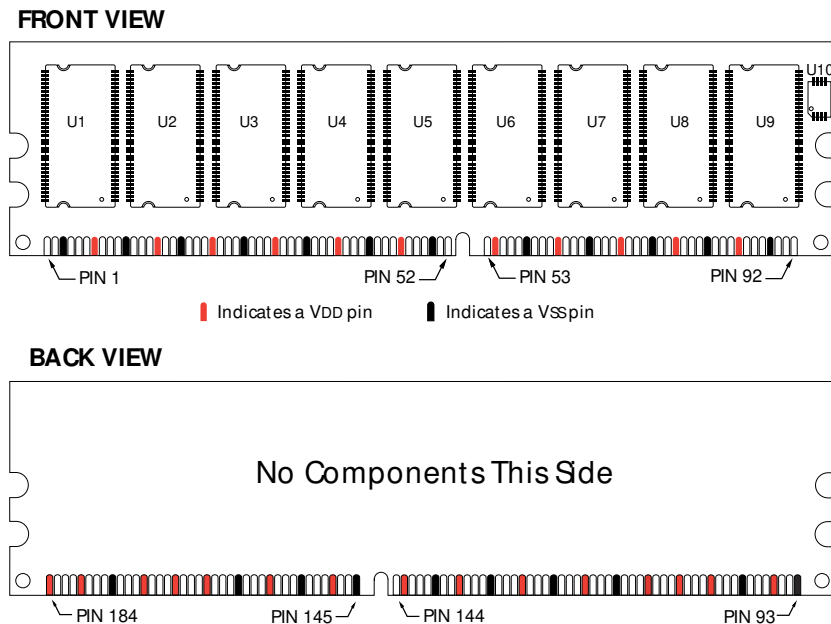 FRONT VIEW
U1 U2 U3 U4 U5 U6 U7 U8 U9 U10
PIN 1 PIN 52 PIN 53 PIN 92
Indicates a VDD pin Indicates a VSS pin
BACK VIEW
No Components This Side
PIN 184 PIN 145 PIN 144 PIN 93